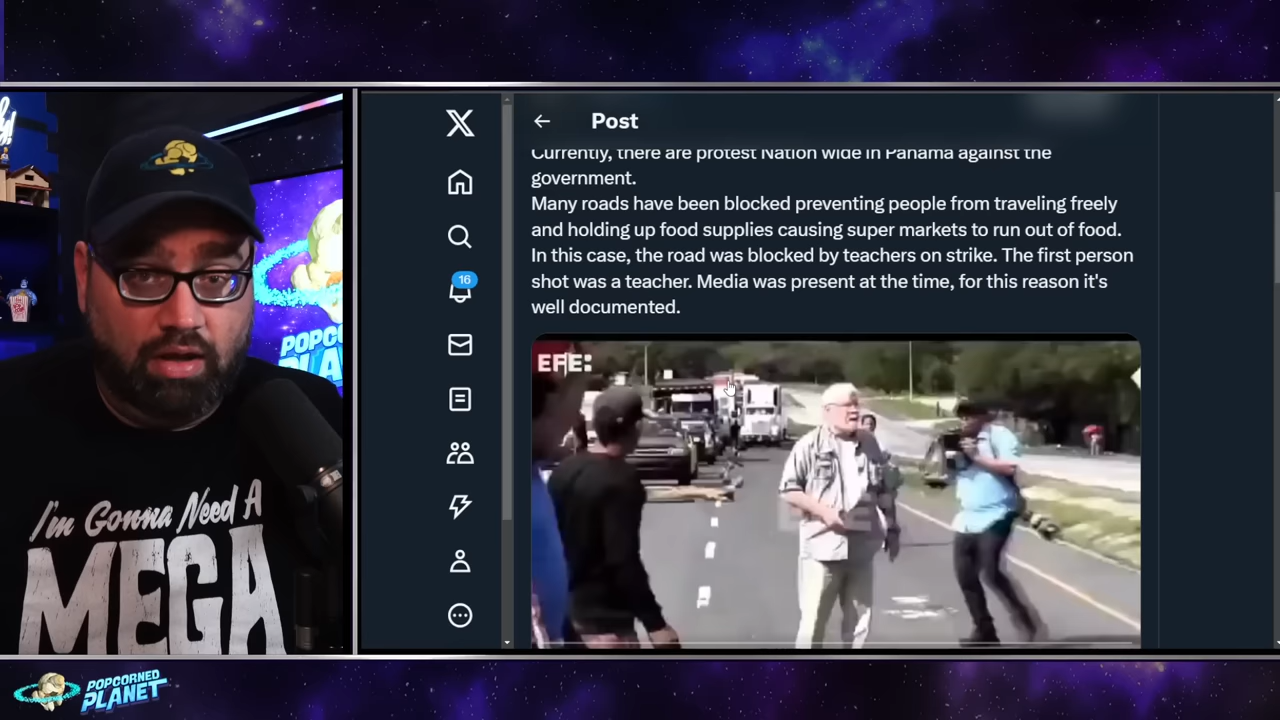 Post
Currently, there are protest Nation wide in Panama against the
government.
Many roads have been blocked preventing people from traveling freely
and holding up food supplies causing super markets to run out of food.
In this case, the road was blocked by teachers on strike. The first person
shot was a teacher. Media was present at the time, for this reason it's
well documented.
16
EFE:
I'm Gonna Need A
MEGA
POPCORNED
PLANET